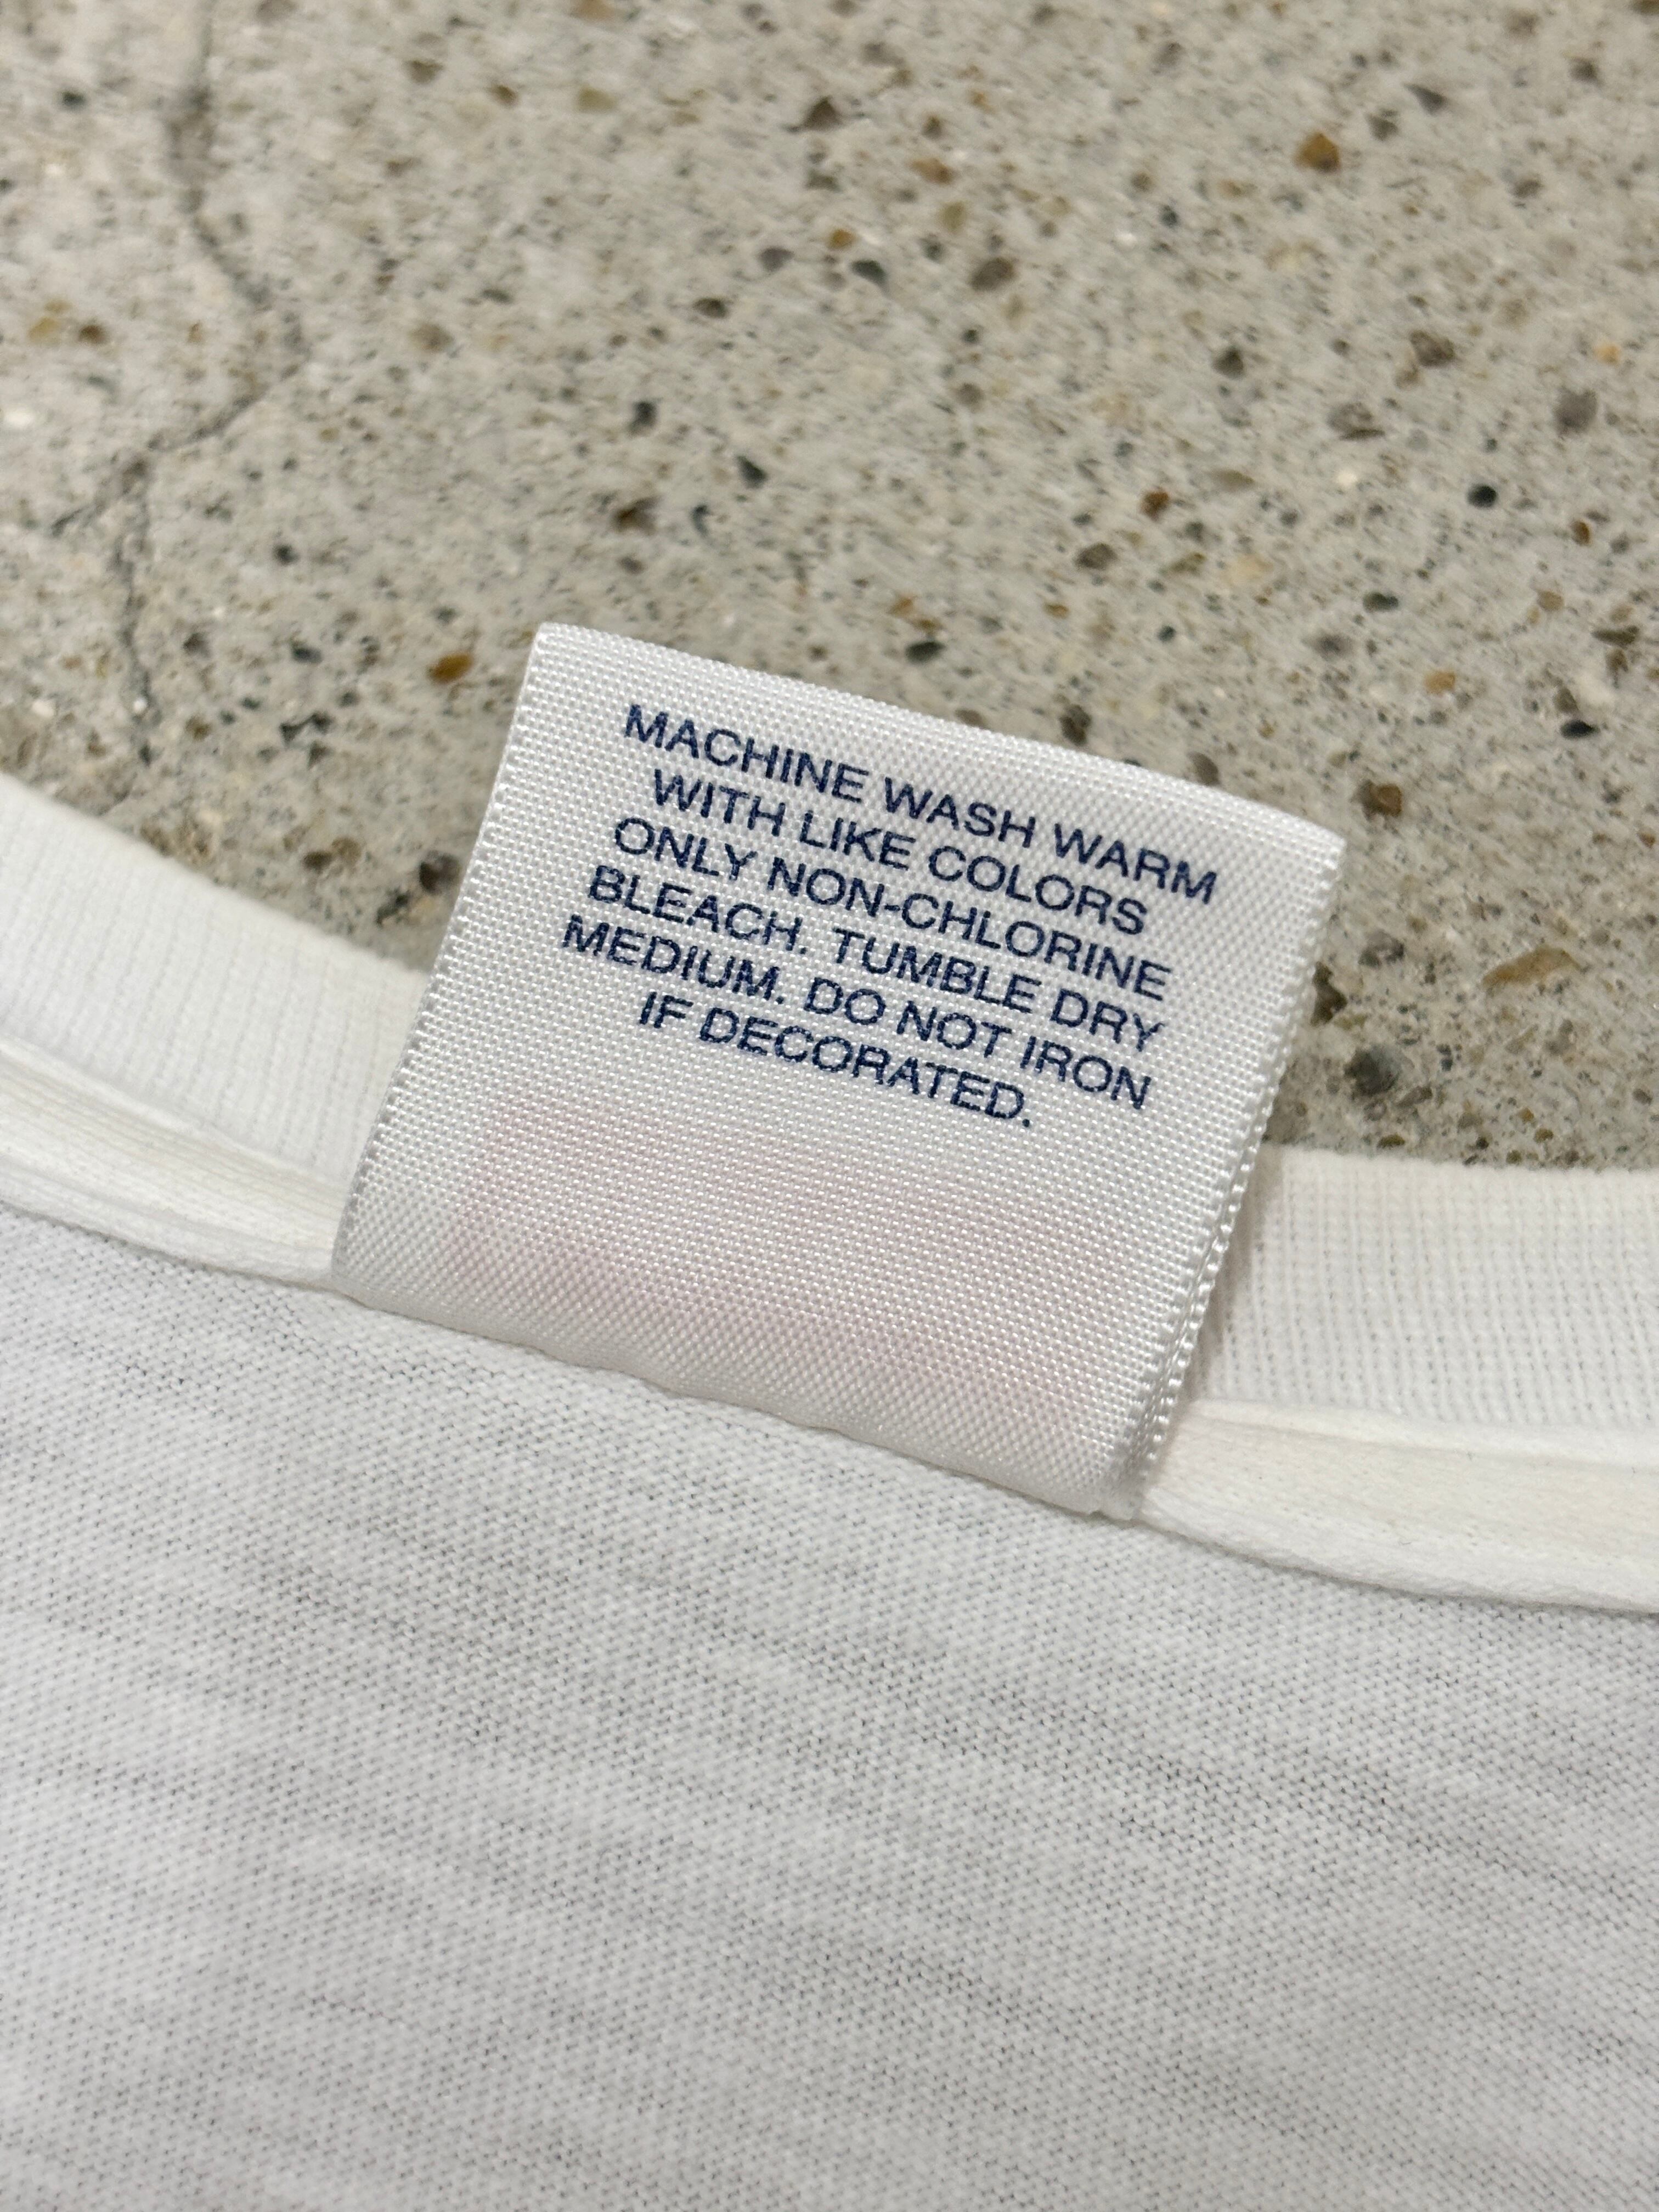 MACHINE WASH WARM
WITH LIKE COLORS
ONLY NON-CHLORINE
BLEACH. TUMBLE DRY
MEDIUM. DO NOT IRON
IF DECORATED.